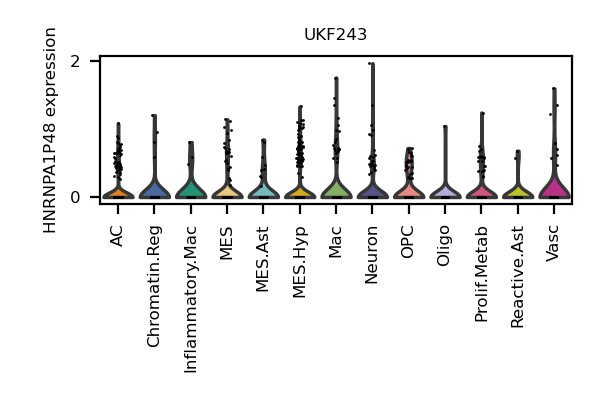 UKF243
HNRNPA1P48 expression
2
0
AC
Chromatin.Reg
Inflammatory.Mac
MES
MES.Ast
MES.Hyp
Mac
Neuron
OPC
Oligo
Prolif.Metab
Reactive.Ast
Vasc